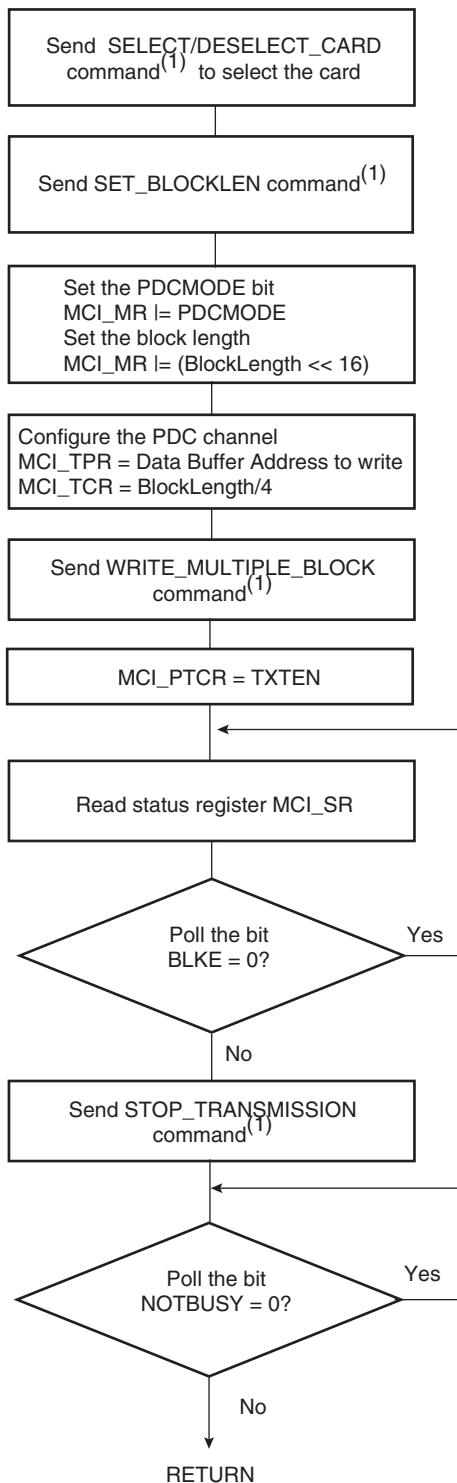 Send SELECT/DESELECT_CARD
command(1) to select the card
Send SET_BLOCKLEN command(1)
Set the PDCMODE bit
MCI_MR |= PDCMODE
Set the block length
MCI_MR |= (BlockLength << 16)
Configure the PDC channel
MCI_TPR = Data Buffer Address to write
MCI_TCR = BlockLength/4
Send WRITE_MULTIPLE_BLOCK
command(1)
MCI_PTCR = TXTEN
Read status register MCI_SR
Poll the bit
BLKE = 0?
Yes
No
Send STOP_TRANSMISSION
command(1)
Poll the bit
NOTBUSY = 0?
Yes
No
RETURN